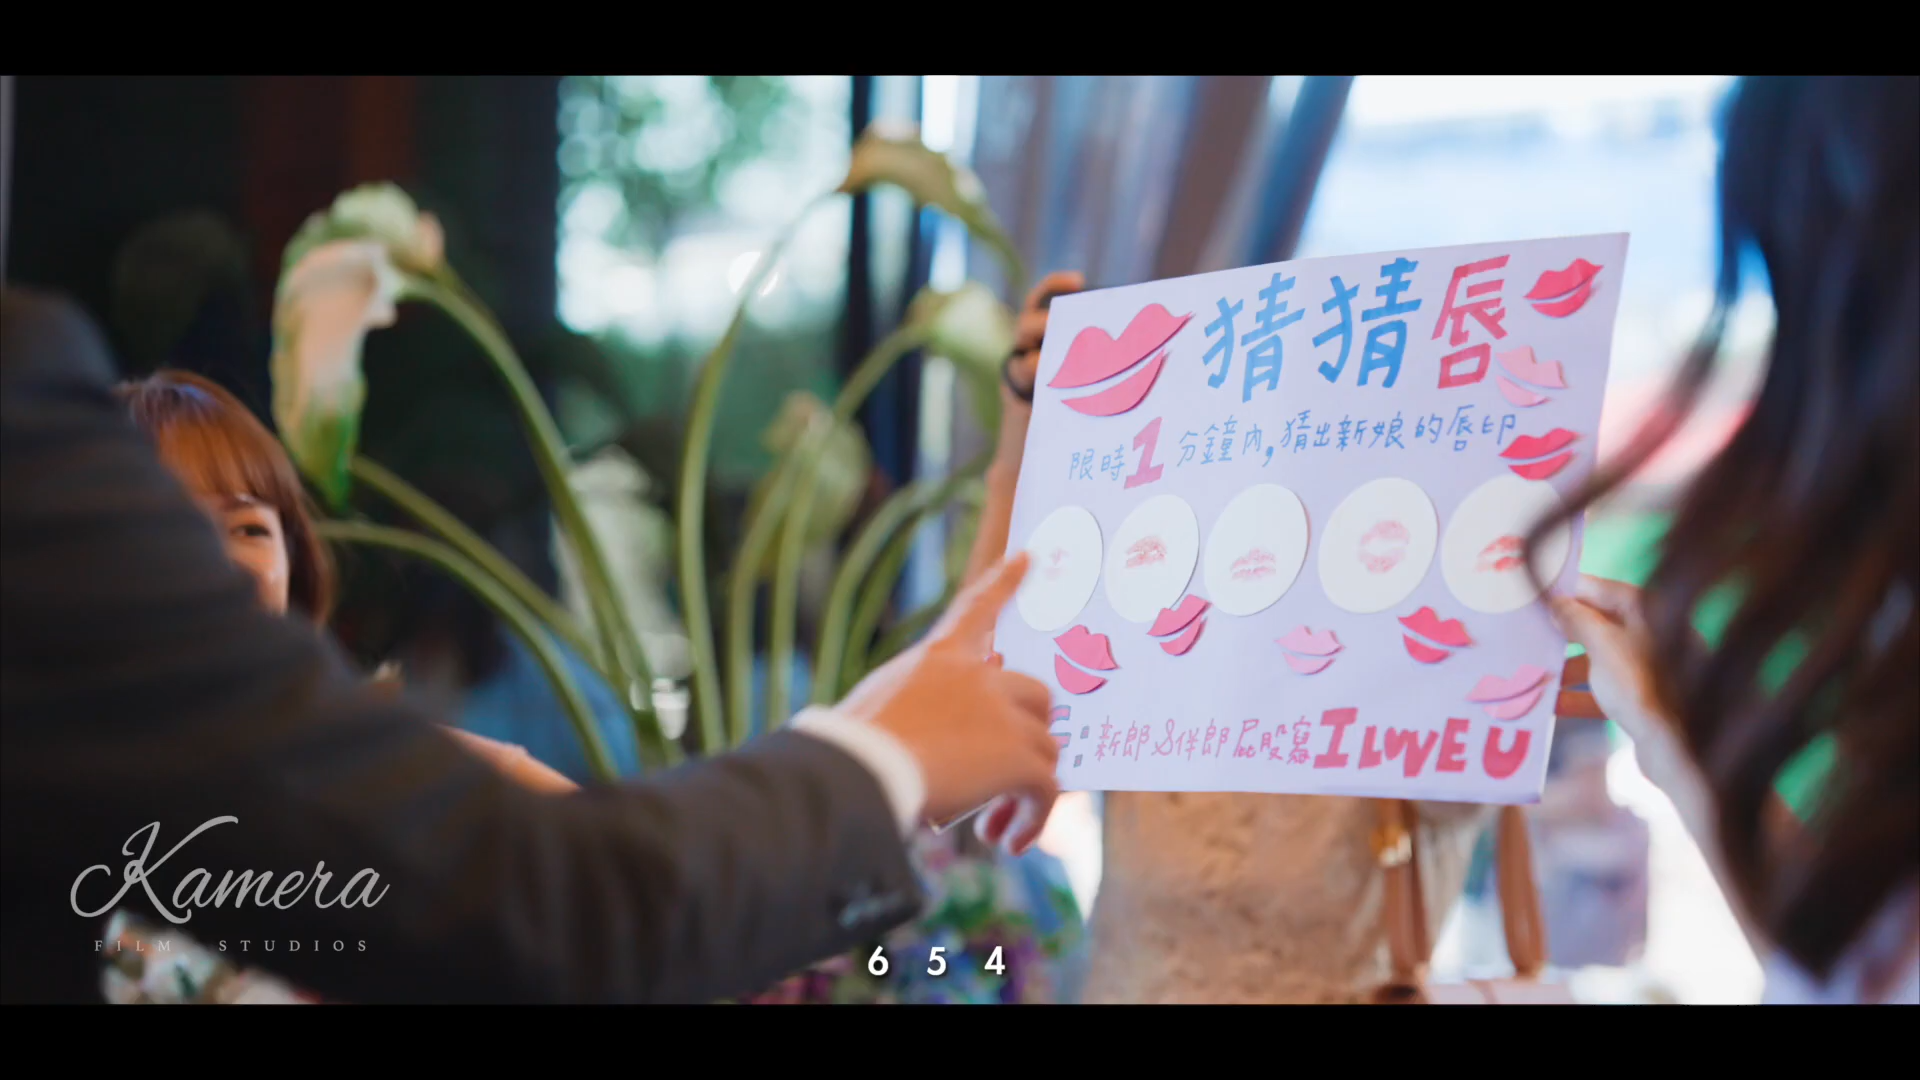 猜猜唇
限時1分鐘內,猜出新娘的唇印
:新郎&伴郎屁股寫I LOVE U
Kamera
FILM STUDIOS
6 5 4